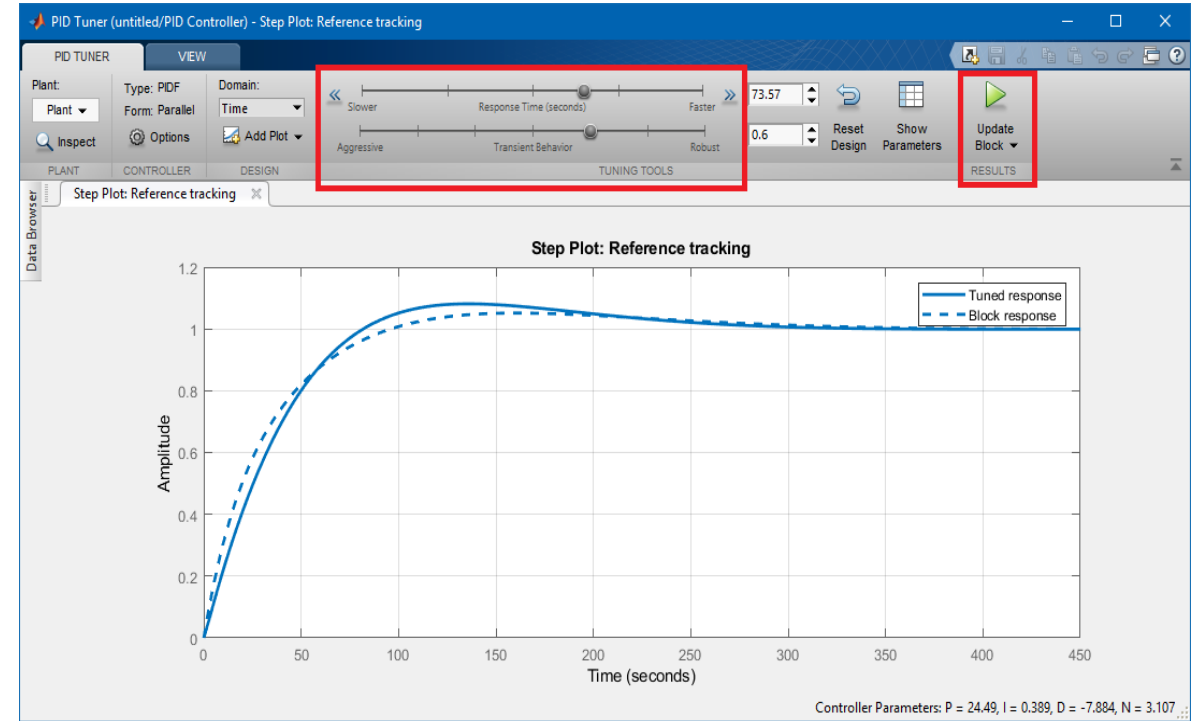 PID Tuner (untitled/PID Controller) - Step Plot: Reference tracking
PID TUNER VIEW
Plant: Type: PIDF Domain:
Plant Form: Parallel Time
Inspect Options Add Plot
Slower Response Time (seconds) Faster 73.57
Aggressive Transient Behavior Robust 0.6
Reset Design
Show Parameters
Update Block
PLANT CONTROLLER DESIGN TUNING TOOLS RESULTS
Data Browser
Step Plot: Reference tracking
Step Plot: Reference tracking
Tuned response
Block response
Amplitude
1.2
1
0.8
0.6
0.4
0.2
0
0 50 100 150 200 250 300 350 400 450
Time (seconds)
Controller Parameters: P = 24.49, I = 0.389, D = -7.884, N = 3.107